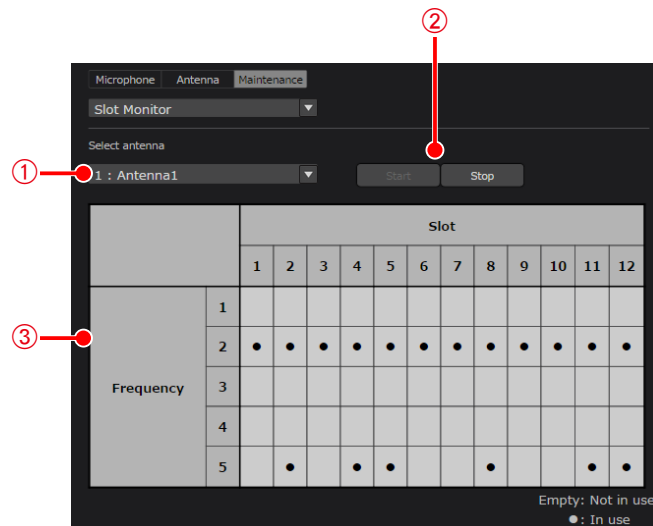 ②
Microphone Antenna Maintenance
Slot Monitor
Select antenna
① 1 : Antenna1 Start Stop
Slot
1 2 3 4 5 6 7 8 9 10 11 12
1
③ 2 ● ● ● ● ● ● ● ● ● ● ● ●
Frequency 3
4
5 ● ● ● ● ● ●
Empty: Not in use
●: In use